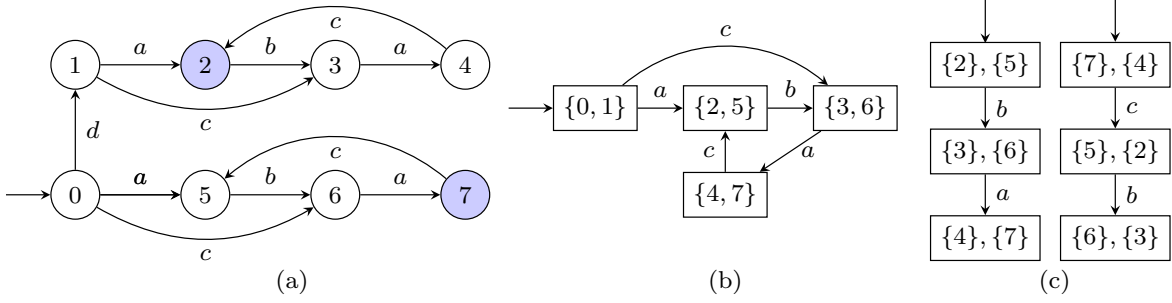 c
a b a
1 2 3 4
c
d
c
a b a
0 5 6 7
c
(a)
c
a b
{0, 1} {2, 5} {3, 6}
c a
{4, 7}
(b)
{2}, {5} {7}, {4}
b c
{3}, {6} {5}, {2}
a b
{4}, {7} {6}, {3}
(c)